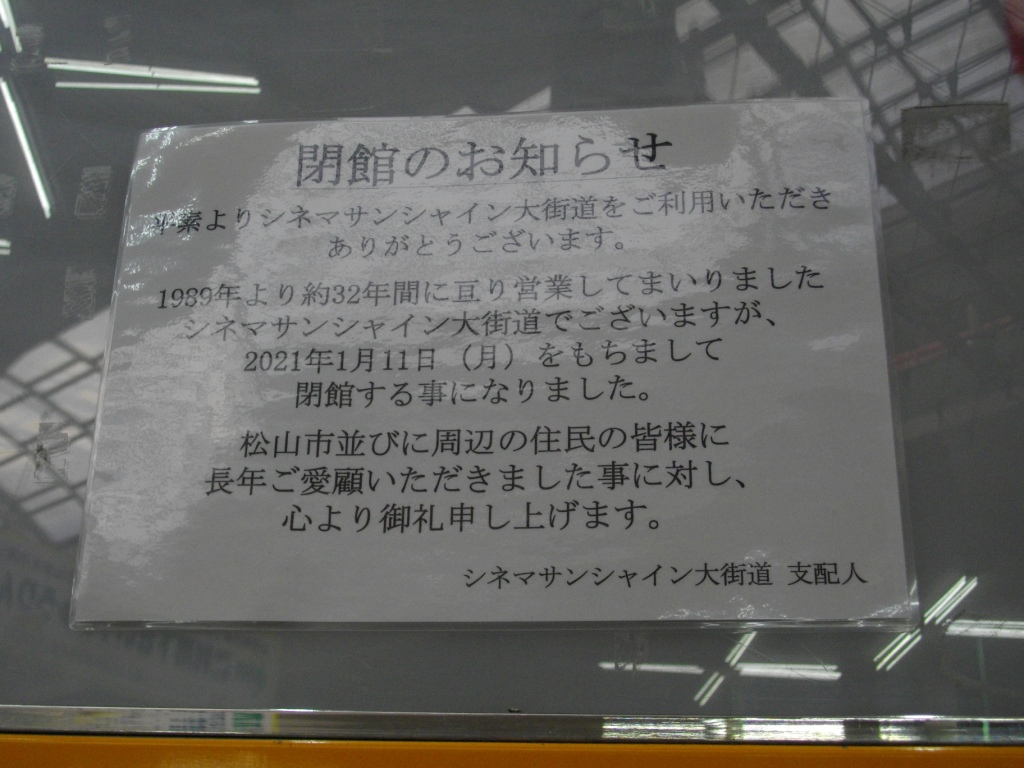 閉館のお知らせ
平素よりシネマサンシャイン大街道をご利用いただき
ありがとうございます。
1989年より約32年間に亘り営業してまいりました
シネマサンシャイン大街道でございますが、
2021年1月11日（月）をもちまして
閉館する事になりました。
松山市並びに周辺の住民の皆様に
長年ご愛顧いただきました事に対し、
心より御礼申し上げます。
シネマサンシャイン大街道 支配人